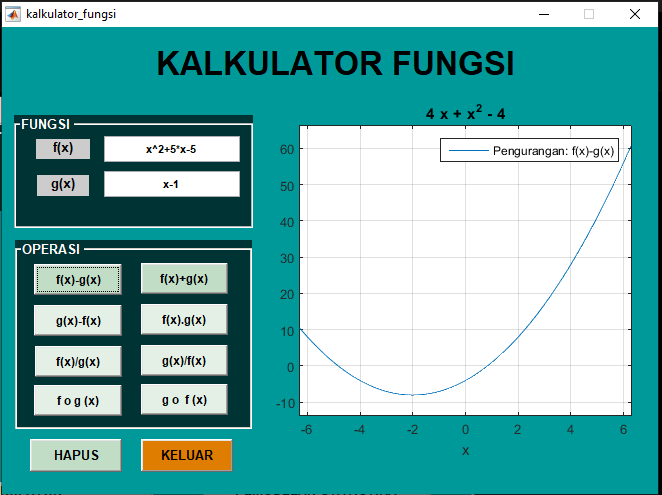 kalkulator_fungsi
KALKULATOR FUNGSI
FUNGSI
f(x)
x^2+5*x-5
g(x)
x-1
OPERASI
f(x)-g(x)
f(x)+g(x)
g(x)-f(x)
f(x).g(x)
f(x)/g(x)
g(x)/f(x)
f o g (x)
g o f (x)
HAPUS
KELUAR
4 x + x² - 4
Pengurangan: f(x)-g(x)
60
50
40
30
20
10
0
-10
-6 -4 -2 0 2 4 6
x